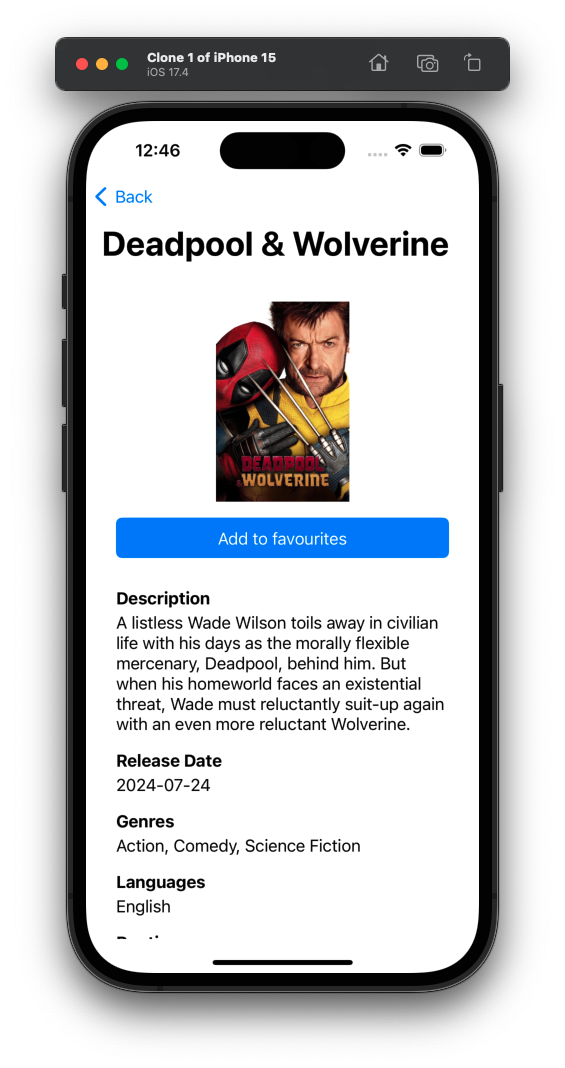 Clone 1 of iPhone 15
iOS 17.4
12:46
Back
Deadpool & Wolverine
DEADPOOL
& WOLVERINE
Add to favourites
Description
A listless Wade Wilson toils away in civilian
life with his days as the morally flexible
mercenary, Deadpool, behind him. But
when his homeworld faces an existential
threat, Wade must reluctantly suit-up again
with an even more reluctant Wolverine.
Release Date
2024-07-24
Genres
Action, Comedy, Science Fiction
Languages
English